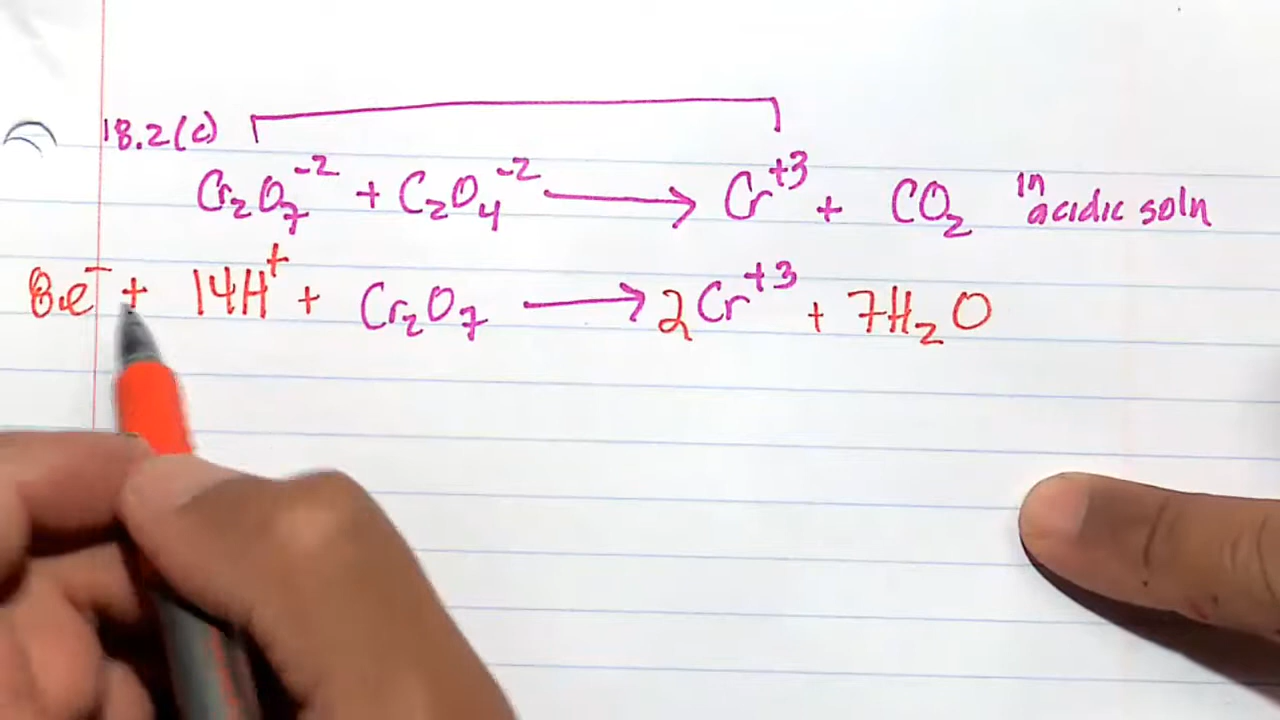 18.2(c)
Cr₂O₇⁻² + C₂O₄⁻² → Cr⁺³ + CO₂ in acidic soln
8e⁻ + 14H⁺ + Cr₂O₇ → 2Cr⁺³ + 7H₂O